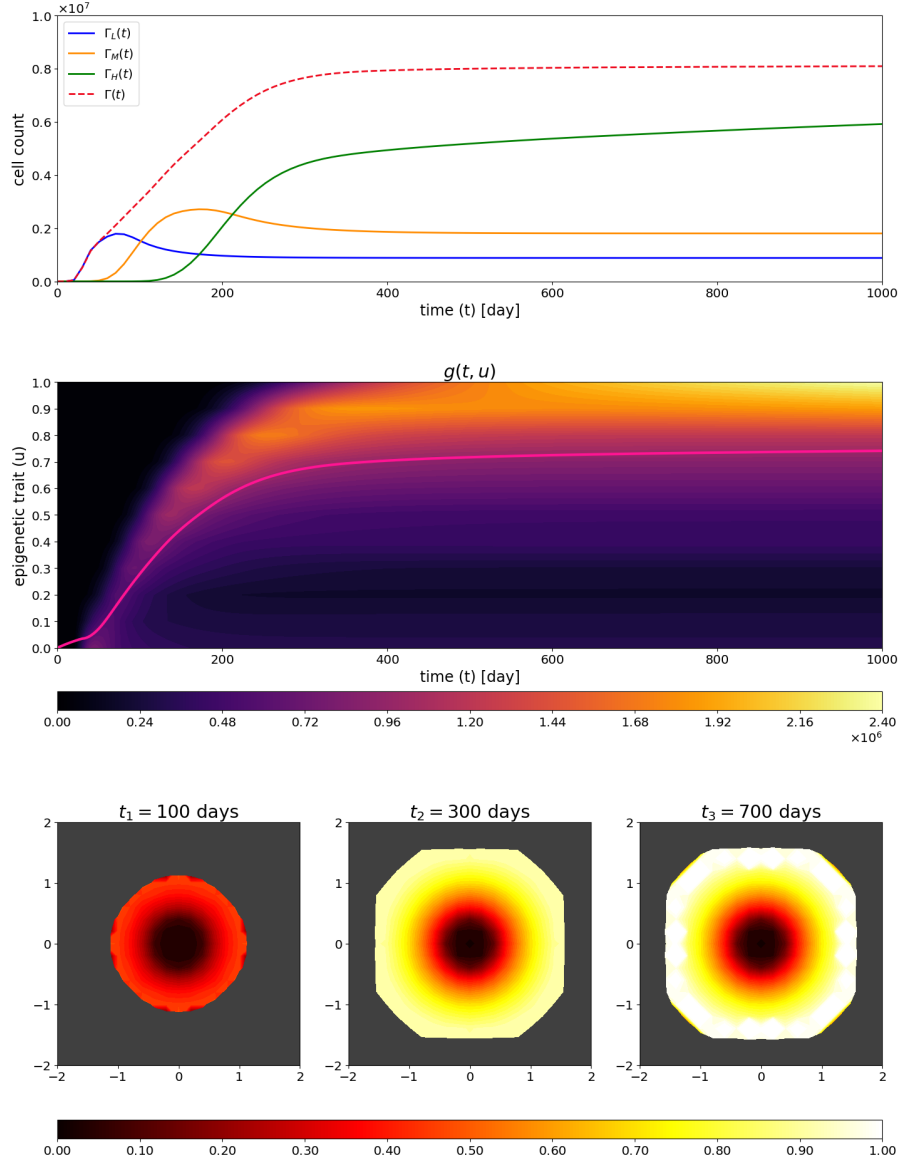 ×10⁷
1.0
0.8
0.6
0.4
0.2
0.0
cell count
Γ_L(t)
Γ_M(t)
Γ_H(t)
Γ(t)
0 200 400 600 800 1000
time (t) [day]
g(t, u)
1.0
0.9
0.8
0.7
0.6
0.5
0.4
0.3
0.2
0.1
0.0
epigenetic trait (u)
0 200 400 600 800 1000
time (t) [day]
0.00 0.24 0.48 0.72 0.96 1.20 1.44 1.68 1.92 2.16 2.40
×10⁶
t₁ = 100 days t₂ = 300 days t₃ = 700 days
2 2 2
1 1 1
0 0 0
−1 −1 −1
−2 −2 −2
−2 −1 0 1 2 −2 −1 0 1 2 −2 −1 0 1 2
0.00 0.10 0.20 0.30 0.40 0.50 0.60 0.70 0.80 0.90 1.00